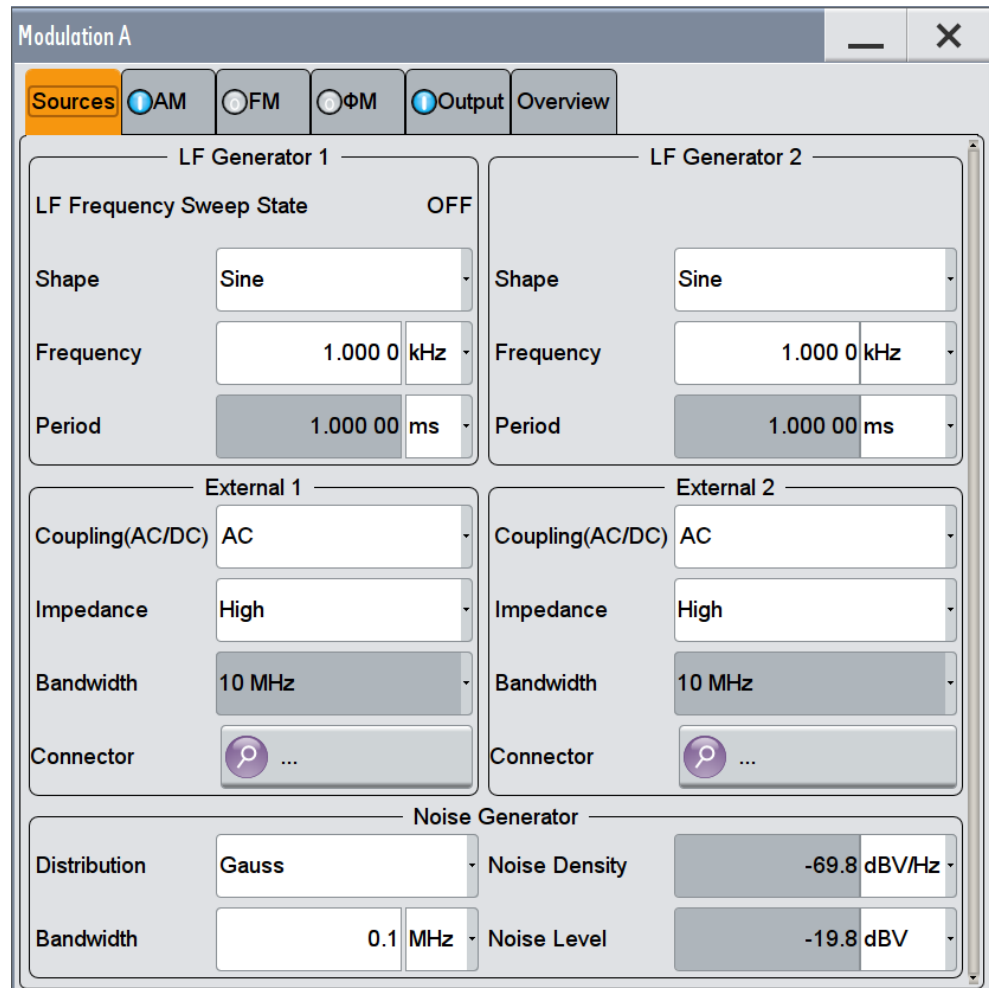 Modulation A
Sources AM FM ΦM Output Overview
LF Generator 1
LF Frequency Sweep State OFF
Shape Sine
Frequency 1.000 0 kHz
Period 1.000 00 ms
LF Generator 2
Shape Sine
Frequency 1.000 0 kHz
Period 1.000 00 ms
External 1
Coupling(AC/DC) AC
Impedance High
Bandwidth 10 MHz
Connector ...
External 2
Coupling(AC/DC) AC
Impedance High
Bandwidth 10 MHz
Connector ...
Noise Generator
Distribution Gauss Noise Density -69.8 dBV/Hz
Bandwidth 0.1 MHz Noise Level -19.8 dBV